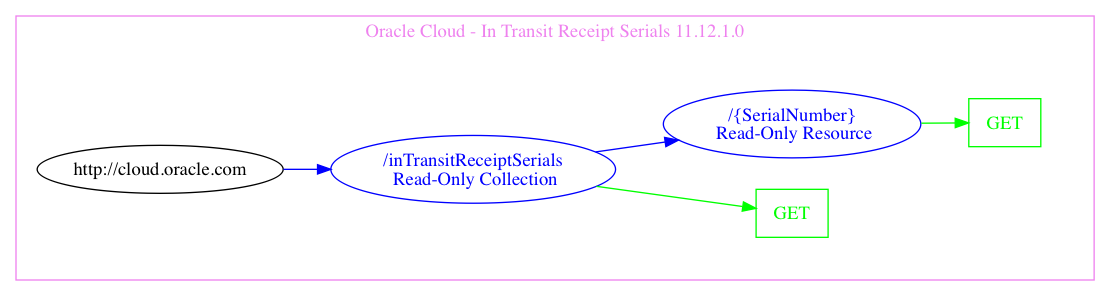 Oracle Cloud - In Transit Receipt Serials 11.12.1.0
http://cloud.oracle.com
/inTransitReceiptSerials
Read-Only Collection
/{SerialNumber}
Read-Only Resource
GET
GET